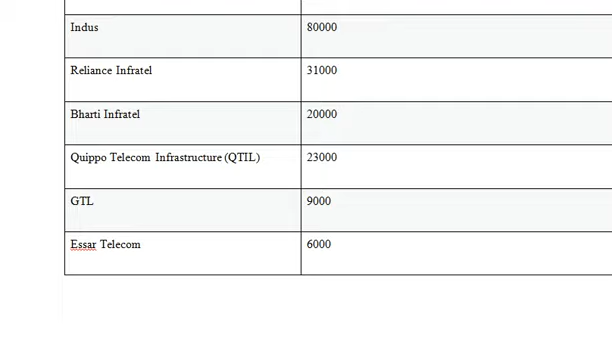 Indus 80000
Reliance Infratel 31000
Bharti Infratel 20000
Quippo Telecom Infrastructure (QTIL) 23000
GTL 9000
Essar Telecom 6000